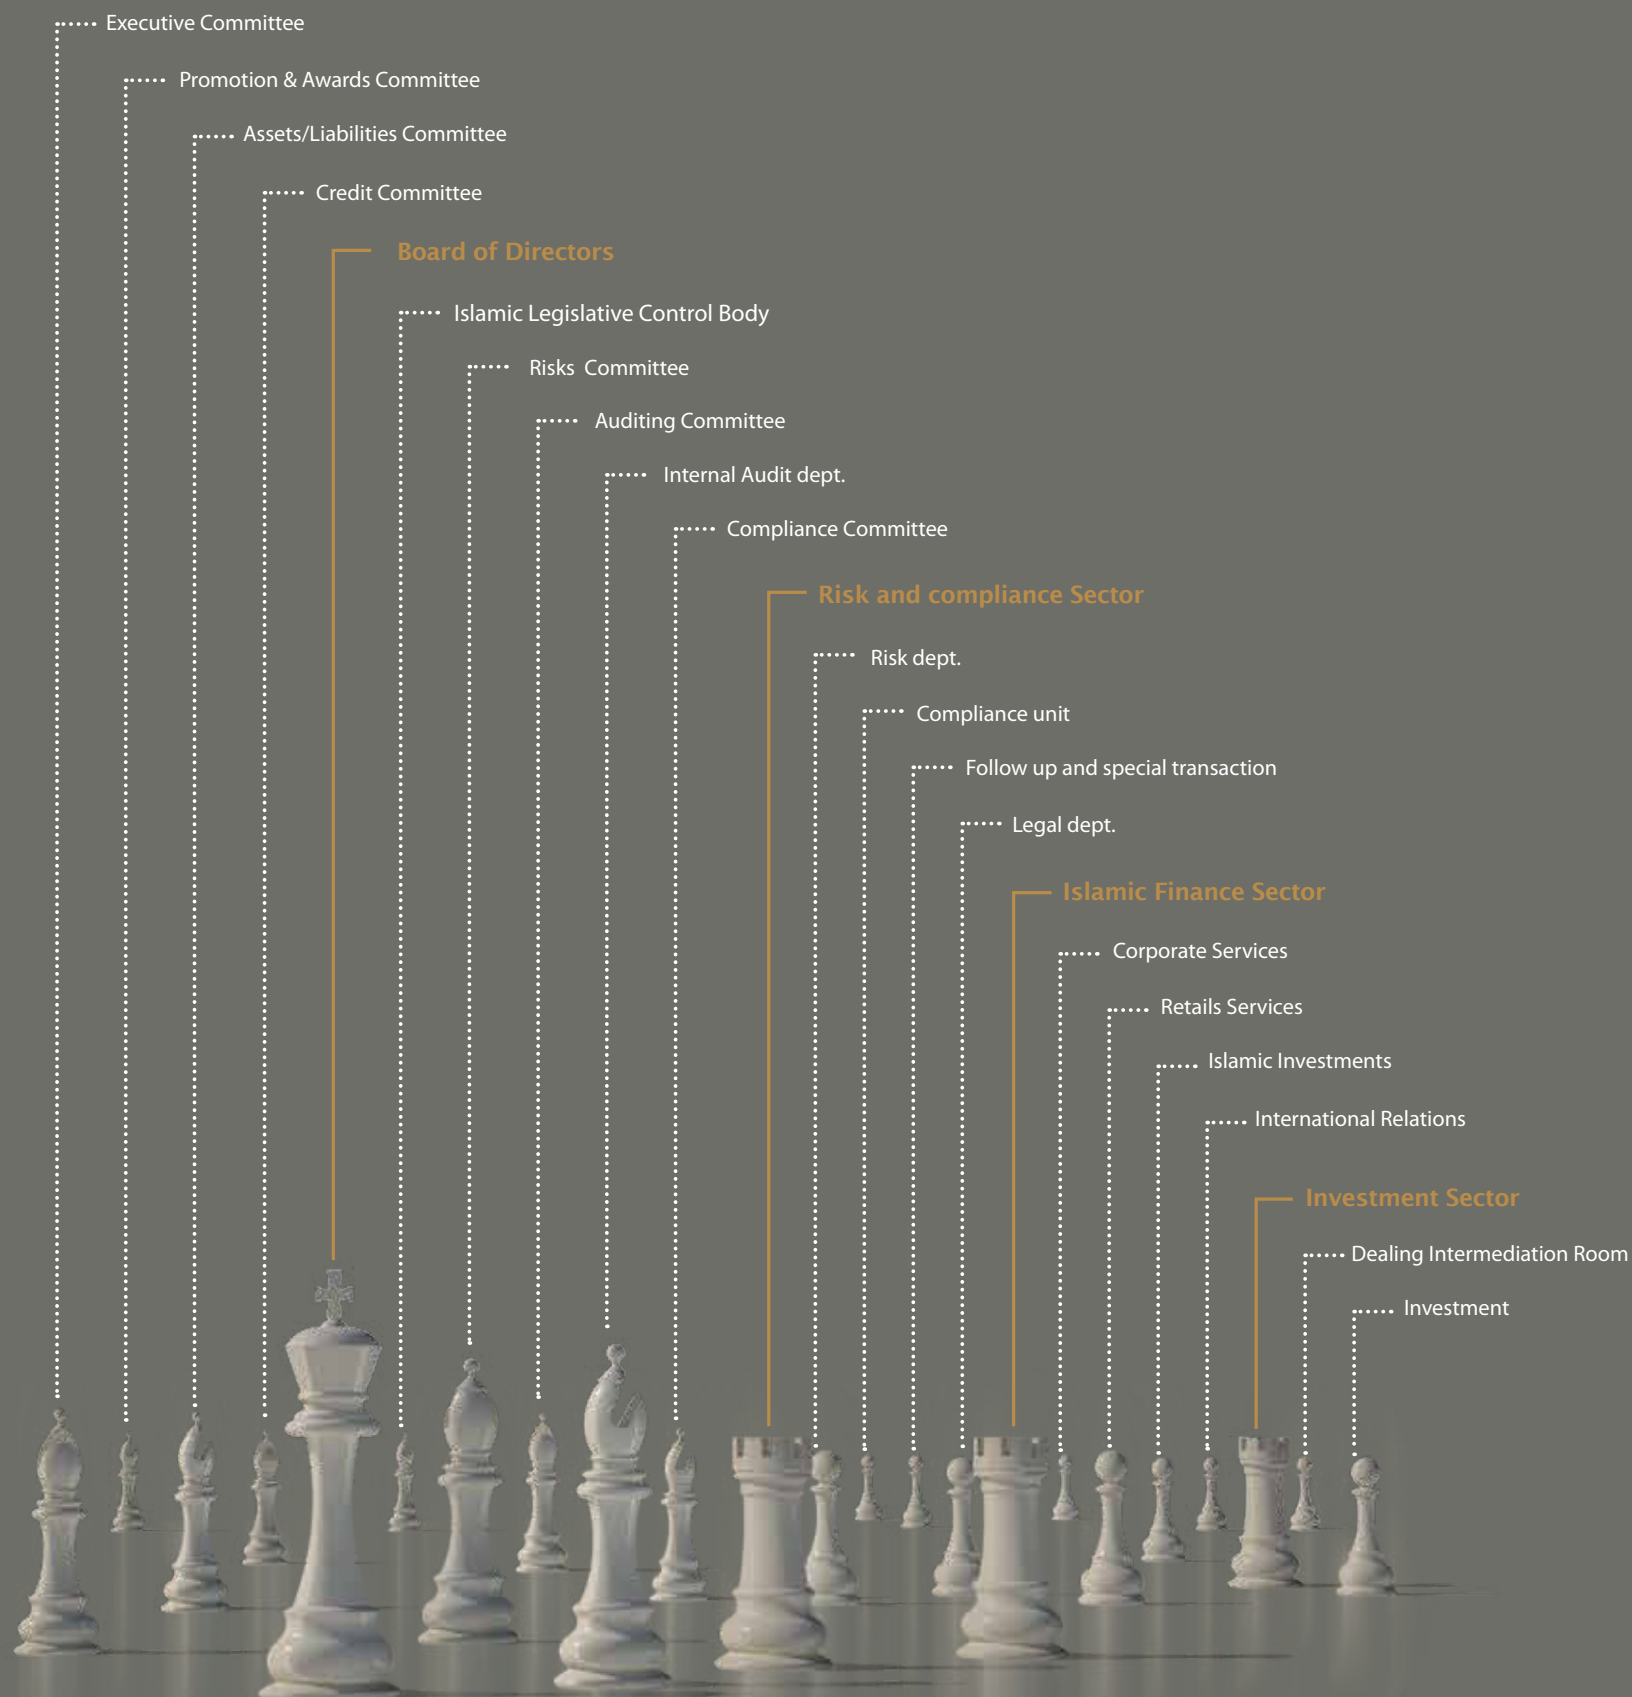 Executive Committee
Promotion & Awards Committee
Assets/Liabilities Committee
Credit Committee
Board of Directors
Islamic Legislative Control Body
Risks Committee
Auditing Committee
Internal Audit dept.
Compliance Committee
Risk and compliance Sector
Risk dept.
Compliance unit
Follow up and special transaction
Legal dept.
Islamic Finance Sector
Corporate Services
Retails Services
Islamic Investments
International Relations
Investment Sector
Dealing Intermediation Room
Investment